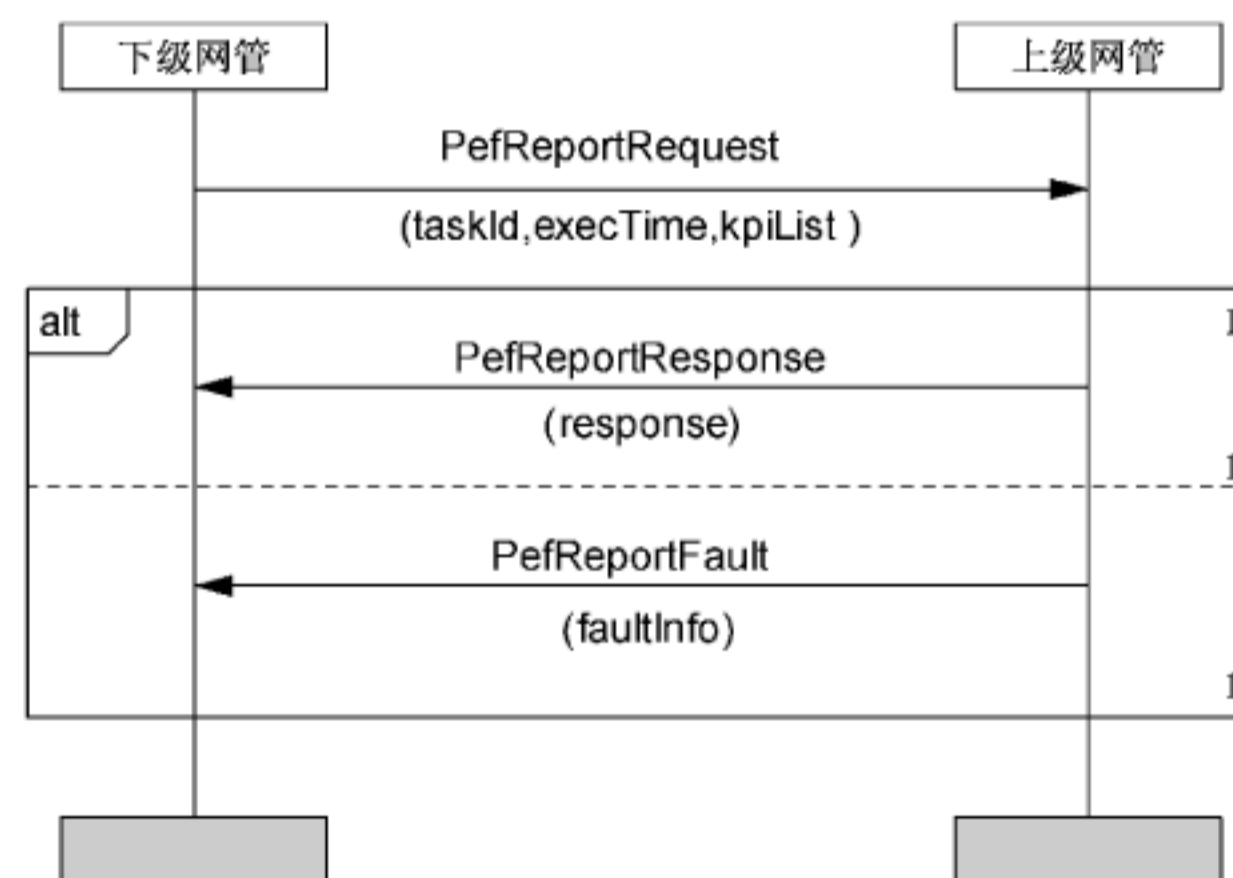 下级网管
上级网管
PefReportRequest
(taskId,execTime,kpiList )
alt
PefReportResponse
(response)
PefReportFault
(faultInfo)